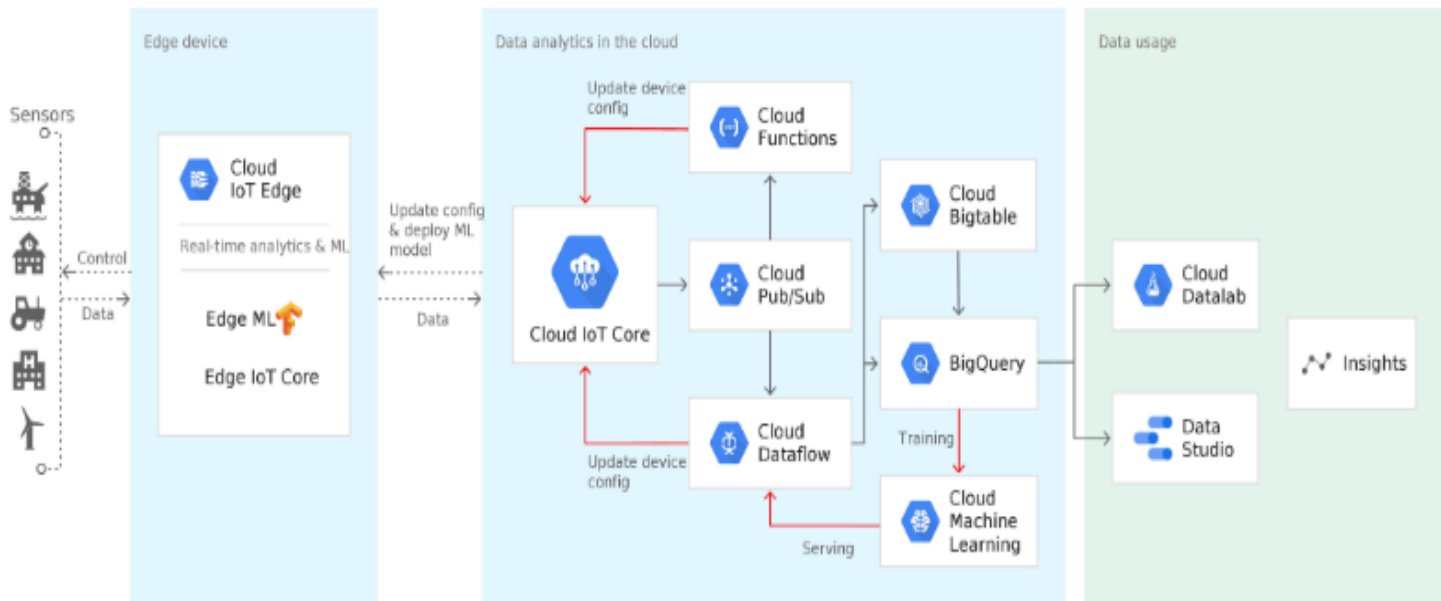 Edge device
Data analytics in the cloud
Data usage
Sensors
Control
Data
Cloud
IoT Edge
Real-time analytics & ML
Edge ML
Edge IoT Core
Update config
& deploy ML
model
Data
Update device
config
Cloud
Functions
Cloud IoT Core
Cloud
Pub/Sub
Cloud
Bigtable
BigQuery
Cloud
Dataflow
Update device
config
Training
Serving
Cloud
Machine
Learning
Cloud
Datalab
Data
Studio
Insights